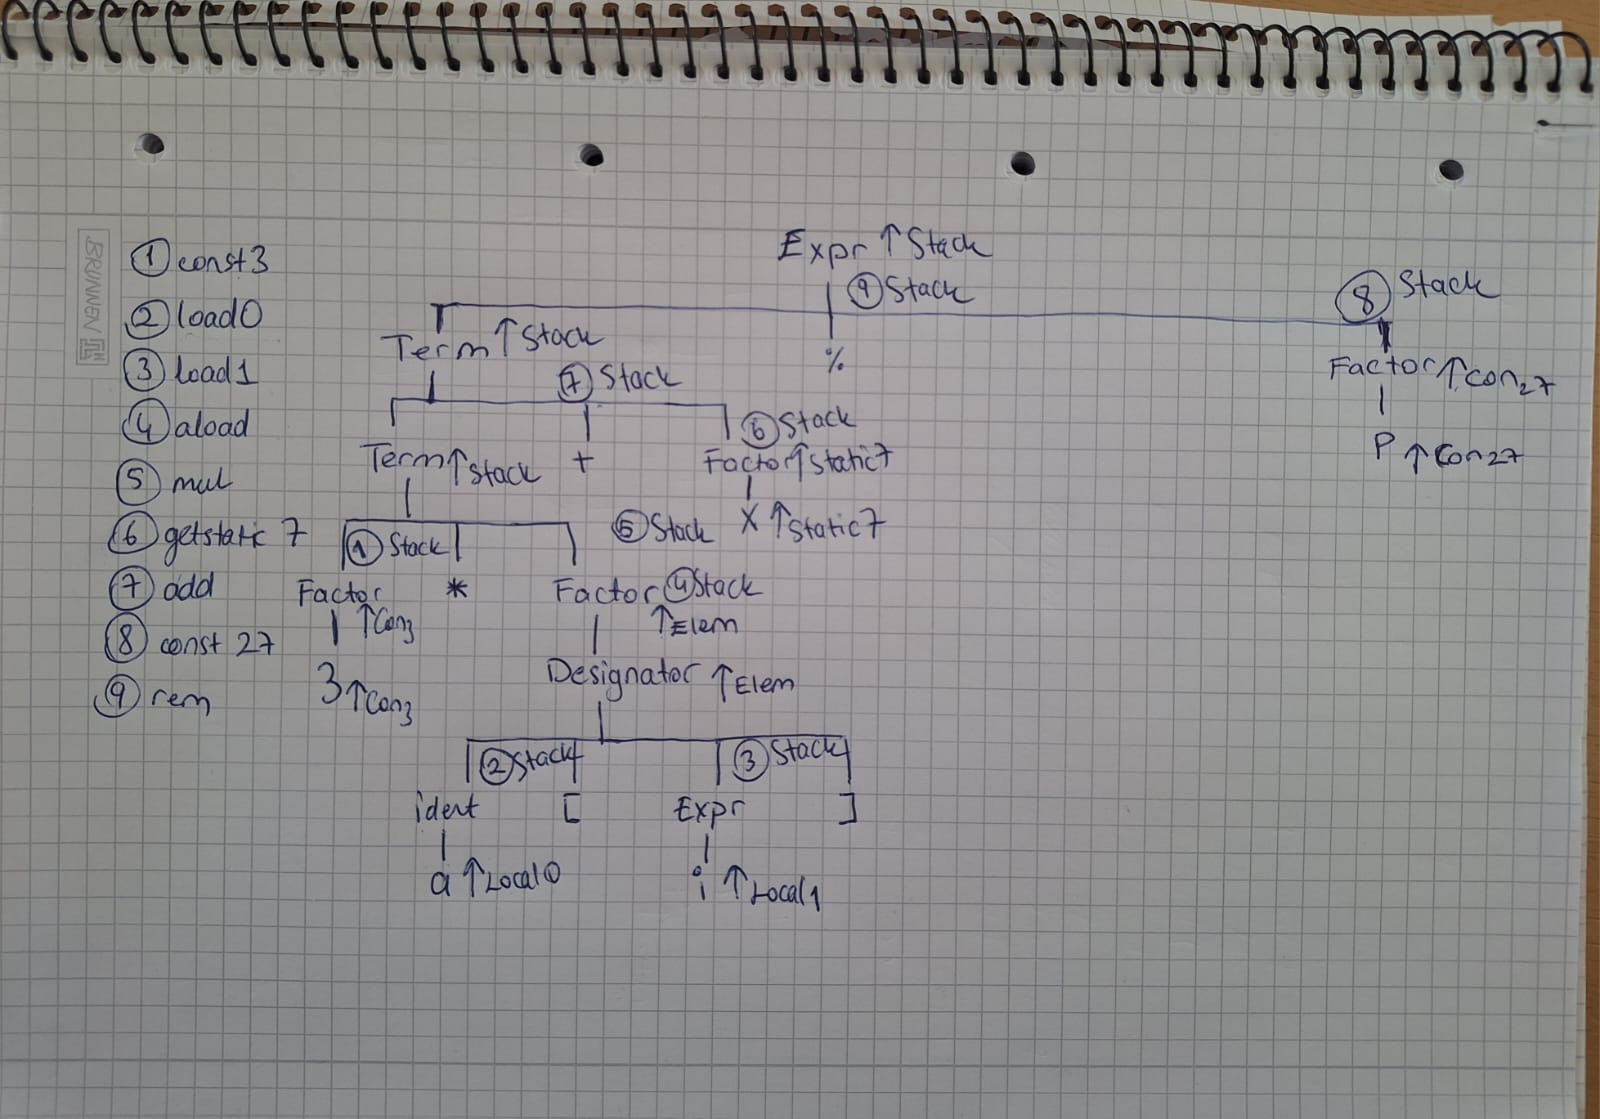 Expr ↑ Stack
① const3
⑨ Stack
⑧ Stack
② load0
Term ↑ Stack
%
Factor ↑ Con27
③ load1
⑦ Stack
④ aload
⑥ Stack
P ↑ Con27
Term ↑ Stack
+
Factor ↑ Static7
⑤ mul
⑥ getstatic 7
① Stack
⑤ Stack
X ↑ Static7
⑦ add
Factor
*
Factor ④ Stack
↑ Con3
↑ Elem
⑧ const 27
3 ↑ Con3
Designator ↑ Elem
⑨ rem
② Stack
③ Stack
ident
[
Expr
]
a ↑ Local0
i ↑ Local1
BRUNNEN